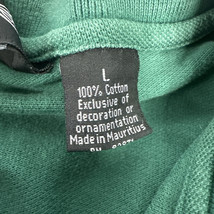 L
100% Cotton
Exclusive of
decoration or
ornamentation
Made in Mauritius